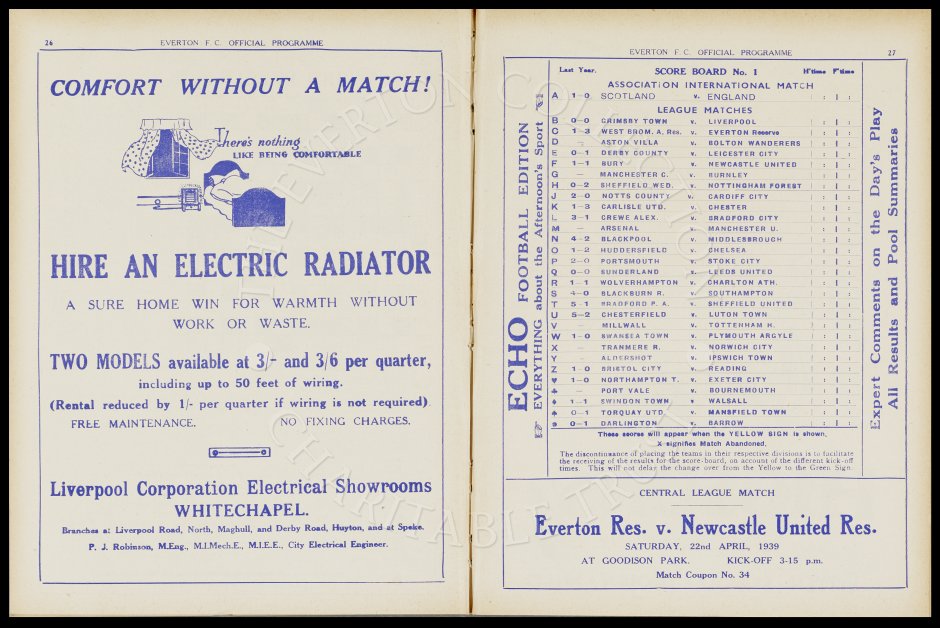 26
EVERTON F. C. OFFICIAL PROGRAMME
COMFORT WITHOUT A MATCH!
There's nothing
LIKE BEING COMFORTABLE
HIRE AN ELECTRIC RADIATOR
A SURE HOME WIN FOR WARMTH WITHOUT
WORK OR WASTE.
TWO MODELS available at 3/- and 3/6 per quarter,
including up to 50 feet of wiring.
(Rental reduced by 1/- per quarter if wiring is not required)
FREE MAINTENANCE. NO FIXING CHARGES.
Liverpool Corporation Electrical Showrooms
WHITECHAPEL.
Branches at Liverpool Road, North, Maghull, and Derby Road, Huyton, and at Speke.
P. J. Robinson, M.Eng., M.I.Mech.E., M.I.E.E., City Electrical Engineer.
EVERTON F. C. OFFICIAL PROGRAMME
27
ECHO FOOTBALL EDITION
EVERYTHING about the Afternoon's Sport
Last Year. SCORE BOARD No. 1 H'time F'time
ASSOCIATION INTERNATIONAL MATCH
A 1-0 SCOTLAND v. ENGLAND : | :
LEAGUE MATCHES
B 0-0 GRIMSBY TOWN v. LIVERPOOL : | :
C 1-3 WEST BROM. A. Res. v. EVERTON Reserve : | :
D - ASTON VILLA v. BOLTON WANDERERS : | :
E 0-1 DERBY COUNTY v. LEICESTER CITY : | :
F 1-1 BURY v. NEWCASTLE UNITED : | :
G - MANCHESTER C. v. BURNLEY : | :
H 0-2 SHEFFIELD WED. v. NOTTINGHAM FOREST : | :
J 2-0 NOTTS COUNTY v. CARDIFF CITY : | :
K 1-3 CARLISLE UTD. v. CHESTER : | :
L 3-1 CREWE ALEX. v. BRADFORD CITY : | :
M - ARSENAL v. MANCHESTER U. : | :
N 4-2 BLACKPOOL v. MIDDLESBROUGH : | :
O 1-2 HUDDERSFIELD v. CHELSEA : | :
P 2-0 PORTSMOUTH v. STOKE CITY : | :
Q 0-0 SUNDERLAND v. LEEDS UNITED : | :
R 1-1 WOLVERHAMPTON v. CHARLTON ATH. : | :
S 4-0 BLACKBURN R. v. SOUTHAMPTON : | :
T 5-1 BRADFORD P. A. v. SHEFFIELD UNITED : | :
U 5-2 CHESTERFIELD v. LUTON TOWN : | :
V - MILLWALL v. TOTTENHAM H. : | :
W 1-0 SWANSEA TOWN v. PLYMOUTH ARGYLE : | :
X - TRANMERE R. v. NORWICH CITY : | :
Y - ALDERSHOT v. IPSWICH TOWN : | :
Z 1-0 BRISTOL CITY v. READING : | :
♥ 1-0 NORTHAMPTON T. v. EXETER CITY : | :
♣ - PORT VALE v. BOURNEMOUTH : | :
♦ 1-1 SWINDON TOWN v. WALSALL : | :
♠ 0-1 TORQUAY UTD. v. MANSFIELD TOWN : | :
● 0-1 DARLINGTON v. BARROW : | :
These scores will appear when the YELLOW SIGN is shown.
X signifies Match Abandoned.
The discontinuance of placing the teams in their respective divisions is to facilitate
the receiving of the results for the score-board, on account of the different kick-off
times. This will not delay the change over from the Yellow to the Green Sign.
Expert Comments on the Day's Play
All Results and Pool Summaries
CENTRAL LEAGUE MATCH
Everton Res. v. Newcastle United Res.
SATURDAY, 22nd APRIL, 1939
AT GOODISON PARK. KICK-OFF 3-15 p.m.
Match Coupon No. 34
THE EVERTON COLLECTION
CHARITABLE TRUST